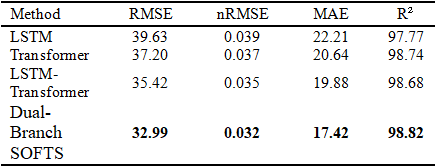 Method RMSE nRMSE MAE R²
LSTM 39.63 0.039 22.21 97.77
Transformer 37.20 0.037 20.64 98.74
LSTM-
Transformer 35.42 0.035 19.88 98.68
Dual-
Branch 32.99 0.032 17.42 98.82
SOFTS